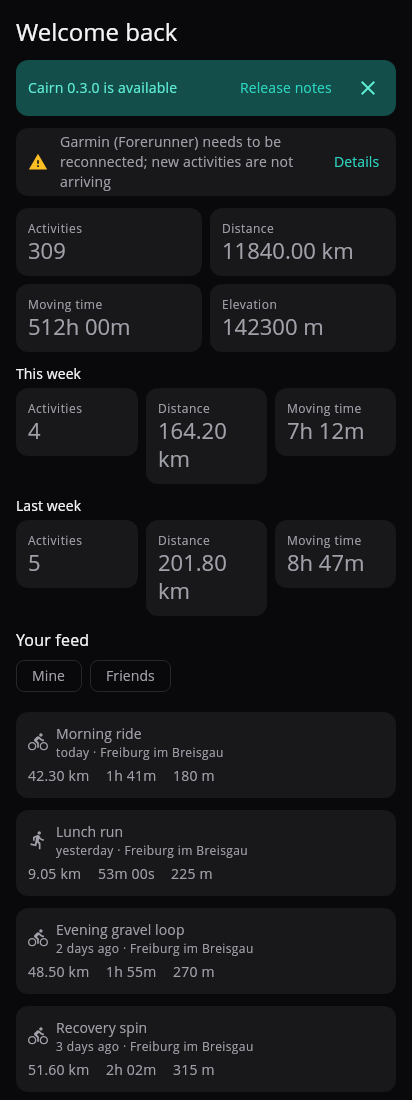 Welcome back
Cairn 0.3.0 is available
Release notes
Garmin (Forerunner) needs to be
reconnected; new activities are not
arriving
Details
Activities
309
Distance
11840.00 km
Moving time
512h 00m
Elevation
142300 m
This week
Activities
4
Distance
164.20
km
Moving time
7h 12m
Last week
Activities
5
Distance
201.80
km
Moving time
8h 47m
Your feed
Mine
Friends
Morning ride
today · Freiburg im Breisgau
42.30 km 1h 41m 180 m
Lunch run
yesterday · Freiburg im Breisgau
9.05 km 53m 00s 225 m
Evening gravel loop
2 days ago · Freiburg im Breisgau
48.50 km 1h 55m 270 m
Recovery spin
3 days ago · Freiburg im Breisgau
51.60 km 2h 02m 315 m